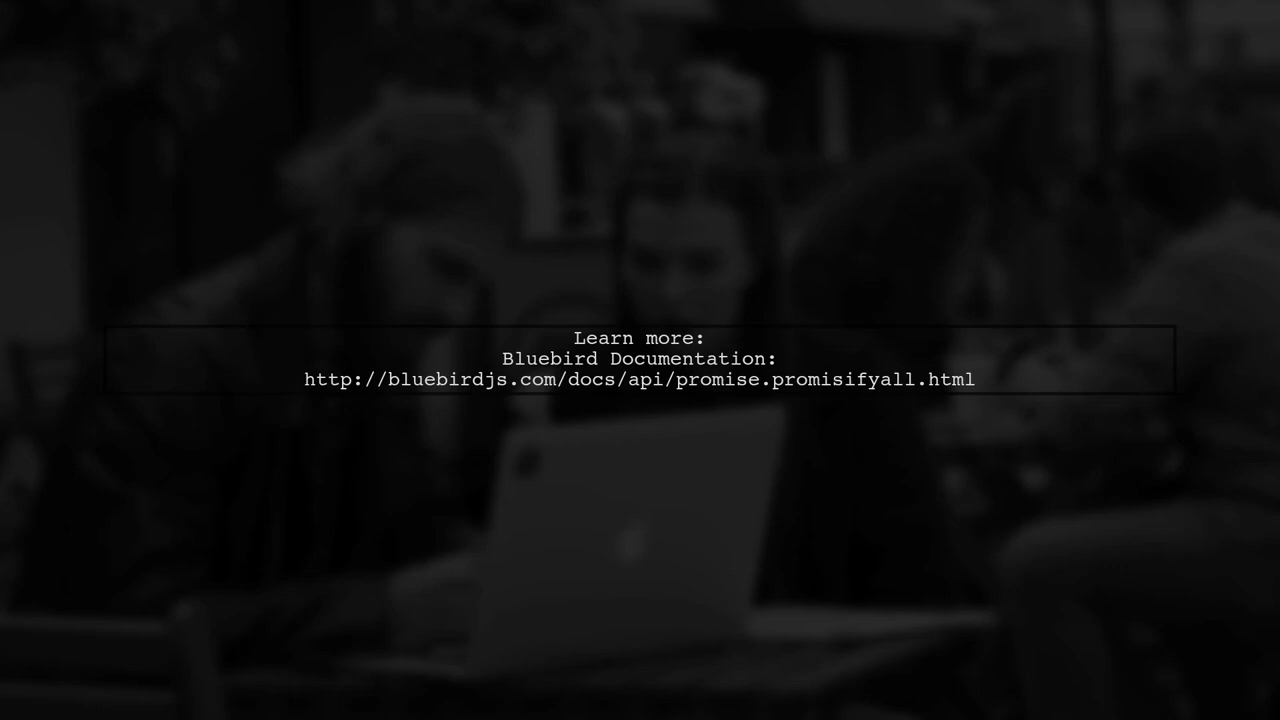 Learn more:
Bluebird Documentation:
http://bluebirdjs.com/docs/api/promise.promisifyall.html